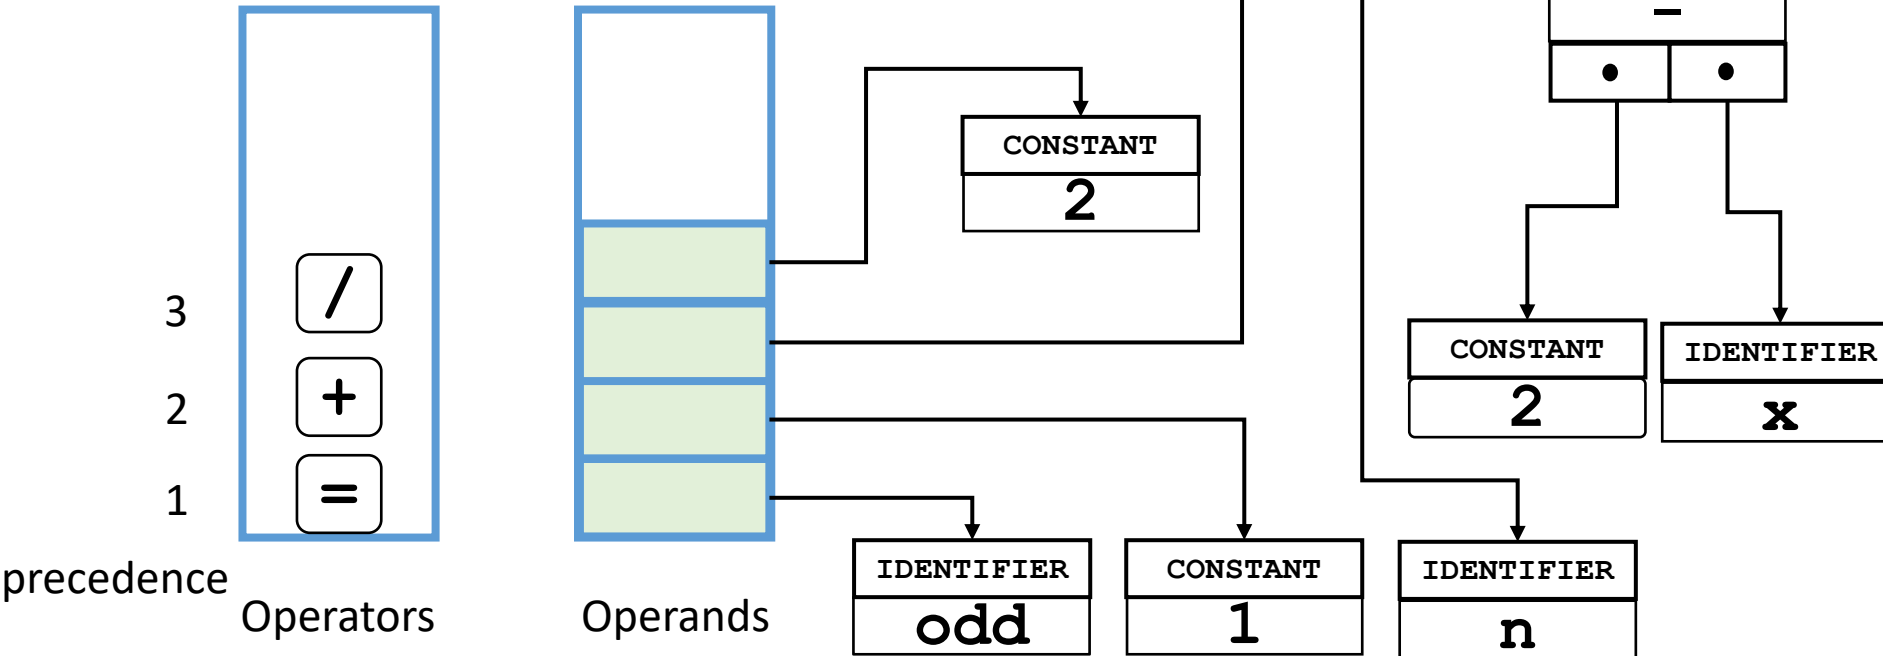 −
CONSTANT
2
/
3
CONSTANT
2
IDENTIFIER
x
+
2
=
1
precedence
Operators
Operands
IDENTIFIER
odd
CONSTANT
1
IDENTIFIER
n